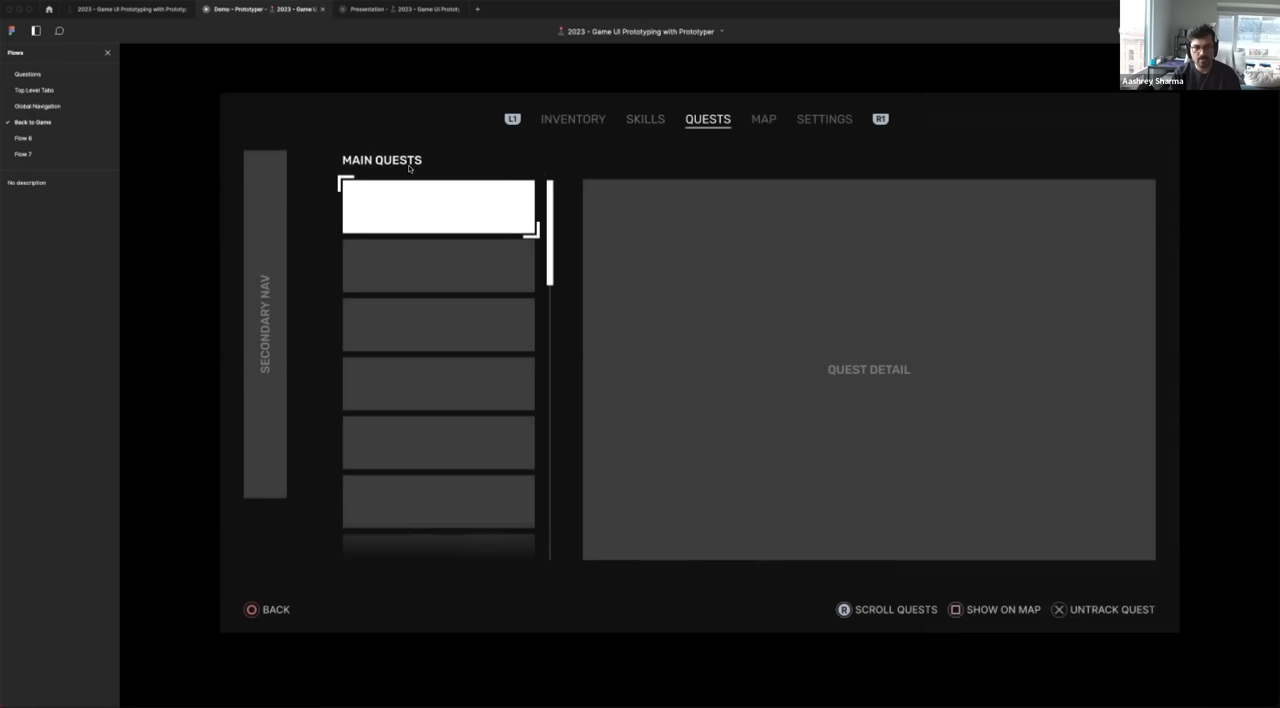 2023 - Game UI Prototyping with Prototyp
Demo - Prototyper - 2023 - Game U
Presentation - 2023 - Game UI Protot
2023 - Game UI Prototyping with Prototyper
Aashrey Sharma
Flows
Questions
Top Level Tabs
Global Navigation
Back to Game
Flow 6
Flow 7
No description
L1 INVENTORY SKILLS QUESTS MAP SETTINGS R1
MAIN QUESTS
SECONDARY NAV
QUEST DETAIL
BACK
R SCROLL QUESTS SHOW ON MAP UNTRACK QUEST